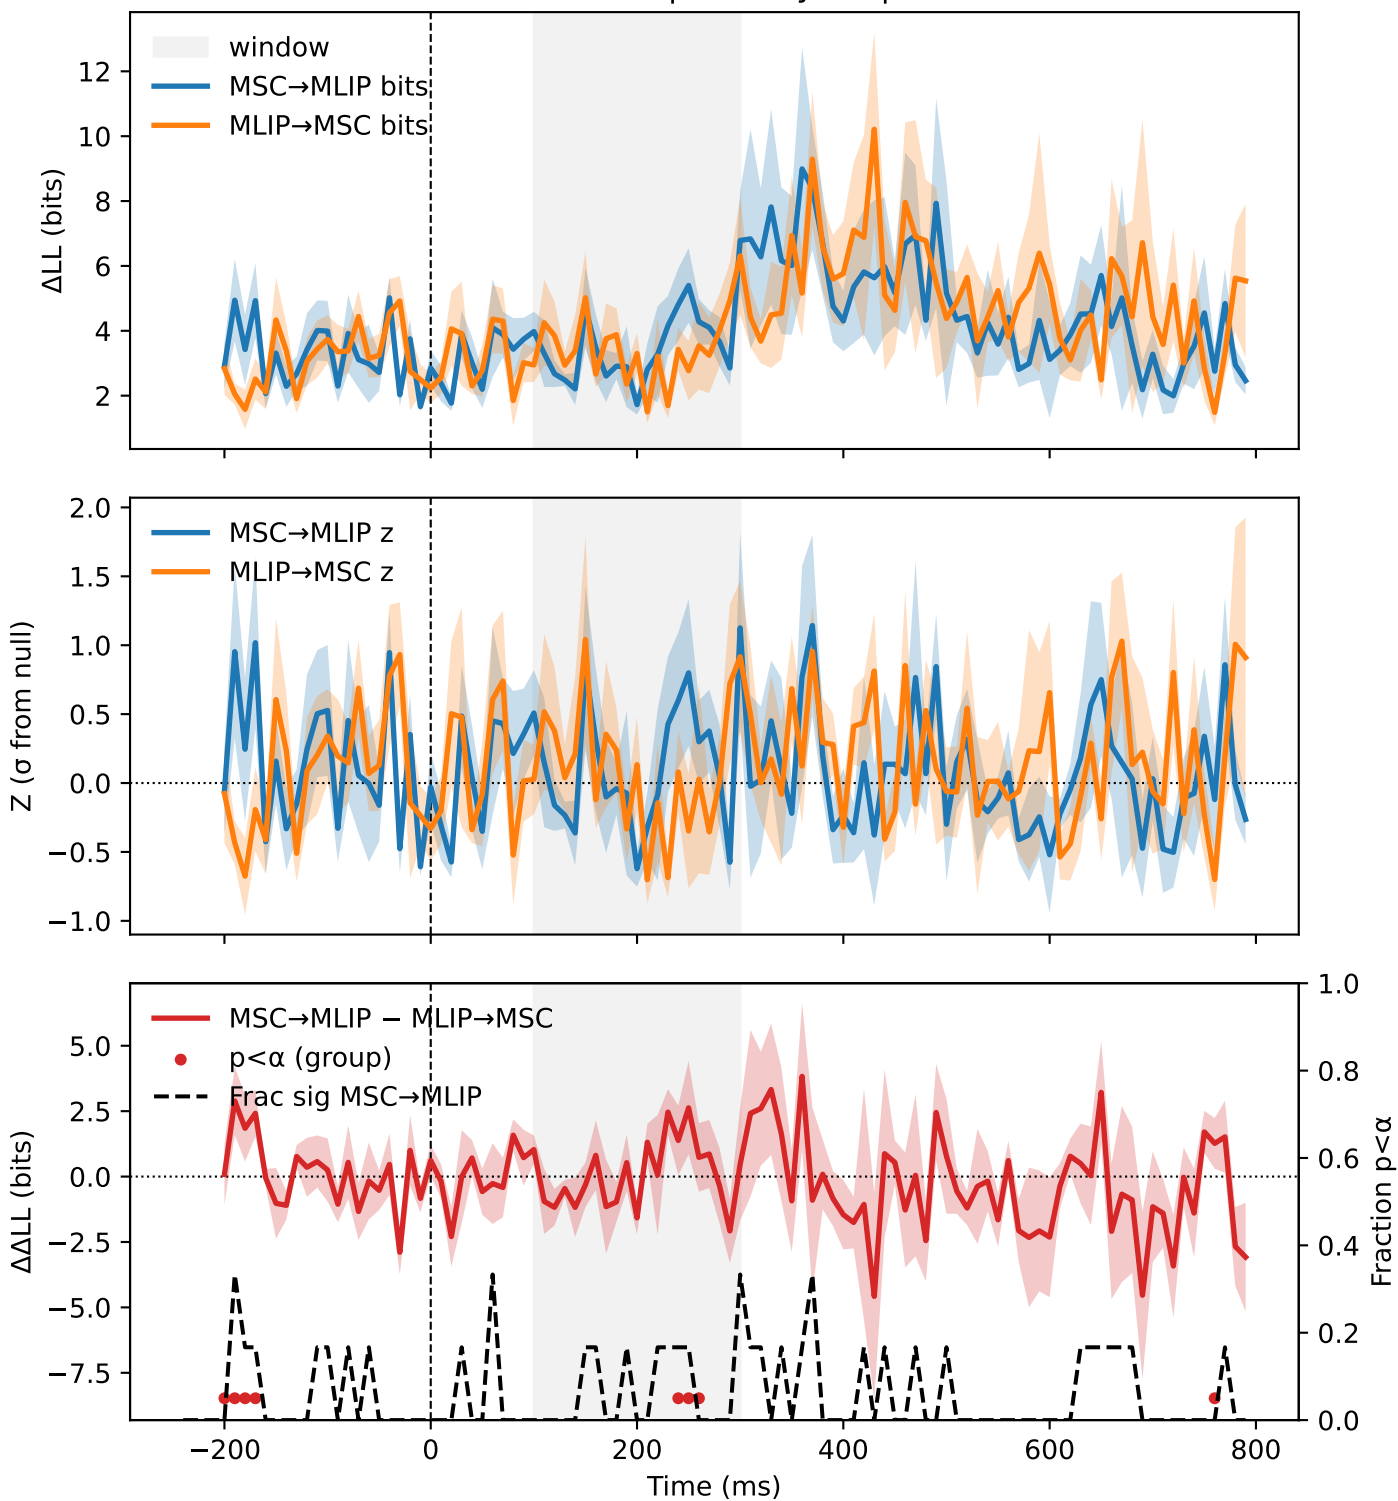 window
MSC→MLIP bits
MLIP→MSC bits
ΔLL (bits)
12
10
8
6
4
2
MSC→MLIP z
MLIP→MSC z
Z (σ from null)
2.0
1.5
1.0
0.5
0.0
−0.5
−1.0
MSC→MLIP − MLIP→MSC
p<α (group)
Frac sig MSC→MLIP
ΔΔLL (bits)
5.0
2.5
0.0
−2.5
−5.0
−7.5
1.0
0.8
0.6
0.4
0.2
0.0
Fraction p<α
−200 0 200 400 600 800
Time (ms)